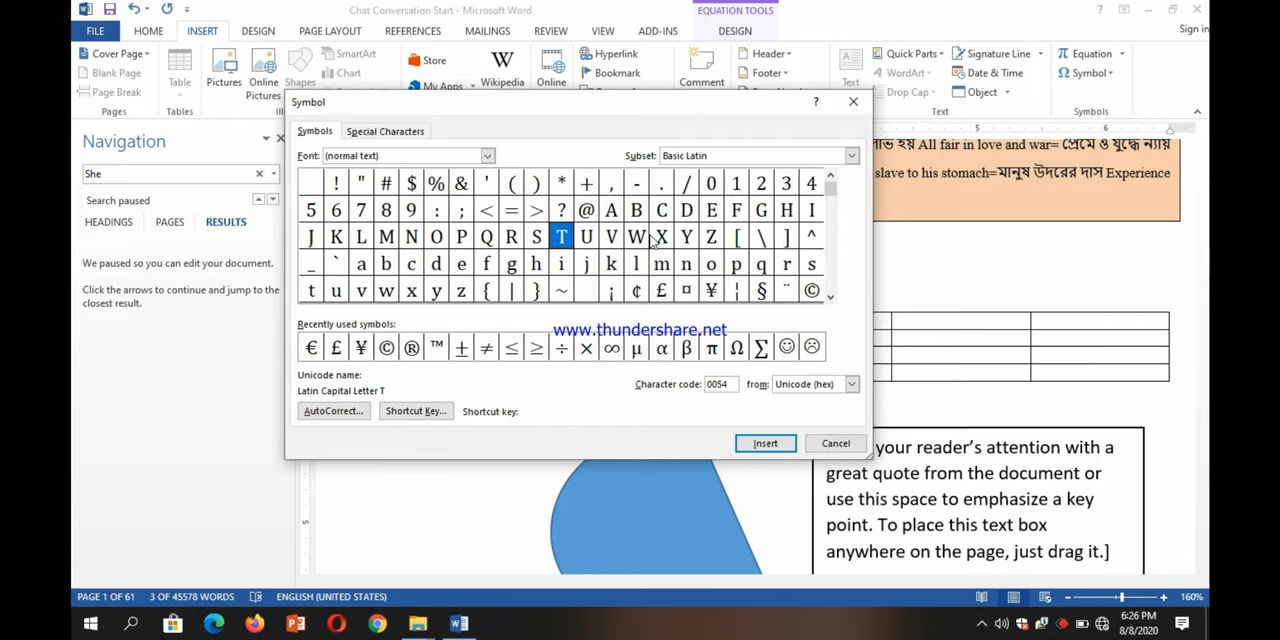 Chat Conversation Start - Microsoft Word
EQUATION TOOLS
?
Sign in
FILE HOME INSERT DESIGN PAGE LAYOUT REFERENCES MAILINGS REVIEW VIEW ADD-INS DESIGN
Cover Page
Blank Page
Page Break
Pages
Table
Tables
Pictures
Online
Pictures
Shapes
SmartArt
Chart
Store
My Apps
Wikipedia
Online
Hyperlink
Bookmark
Comment
Header
Footer
Text
Quick Parts
WordArt
Drop Cap
Signature Line
Date & Time
Object
Text
π Equation
Ω Symbol
Symbols
Navigation
She
Search paused
HEADINGS PAGES RESULTS
We paused so you can edit your document.
Click the arrows to continue and jump to the
closest result.
Symbol
?
Symbols Special Characters
Font: (normal text) Subset: Basic Latin
! " # $ % & ' ( ) * + , - . / 0 1 2 3 4
5 6 7 8 9 : ; < = > ? @ A B C D E F G H I
J K L M N O P Q R S T U V W X Y Z [ \ ] ^
_ ` a b c d e f g h i j k l m n o p q r s
t u v w x y z { | } ~ ¡ ¢ £ ¤ ¥ ¦ § ¨ ©
Recently used symbols:
www.thundershare.net
€ £ ¥ © ® ™ ± ≠ ≤ ≥ ÷ × ∞ µ α β π Ω ∑ ☺ ☹
Unicode name:
Latin Capital Letter T
Character code: 0054 from: Unicode (hex)
AutoCorrect... Shortcut Key... Shortcut key:
Insert Cancel
5 6
হয় All fair in love and war= প্রেমে ও যুদ্ধে ন্যায়
slave to his stomach=মানুষ উদরের দাস Experience
your reader's attention with a
great quote from the document or
use this space to emphasize a key
point. To place this text box
anywhere on the page, just drag it.]
5
PAGE 1 OF 61 3 OF 45578 WORDS ENGLISH (UNITED STATES) 160%
6:26 PM
8/8/2020